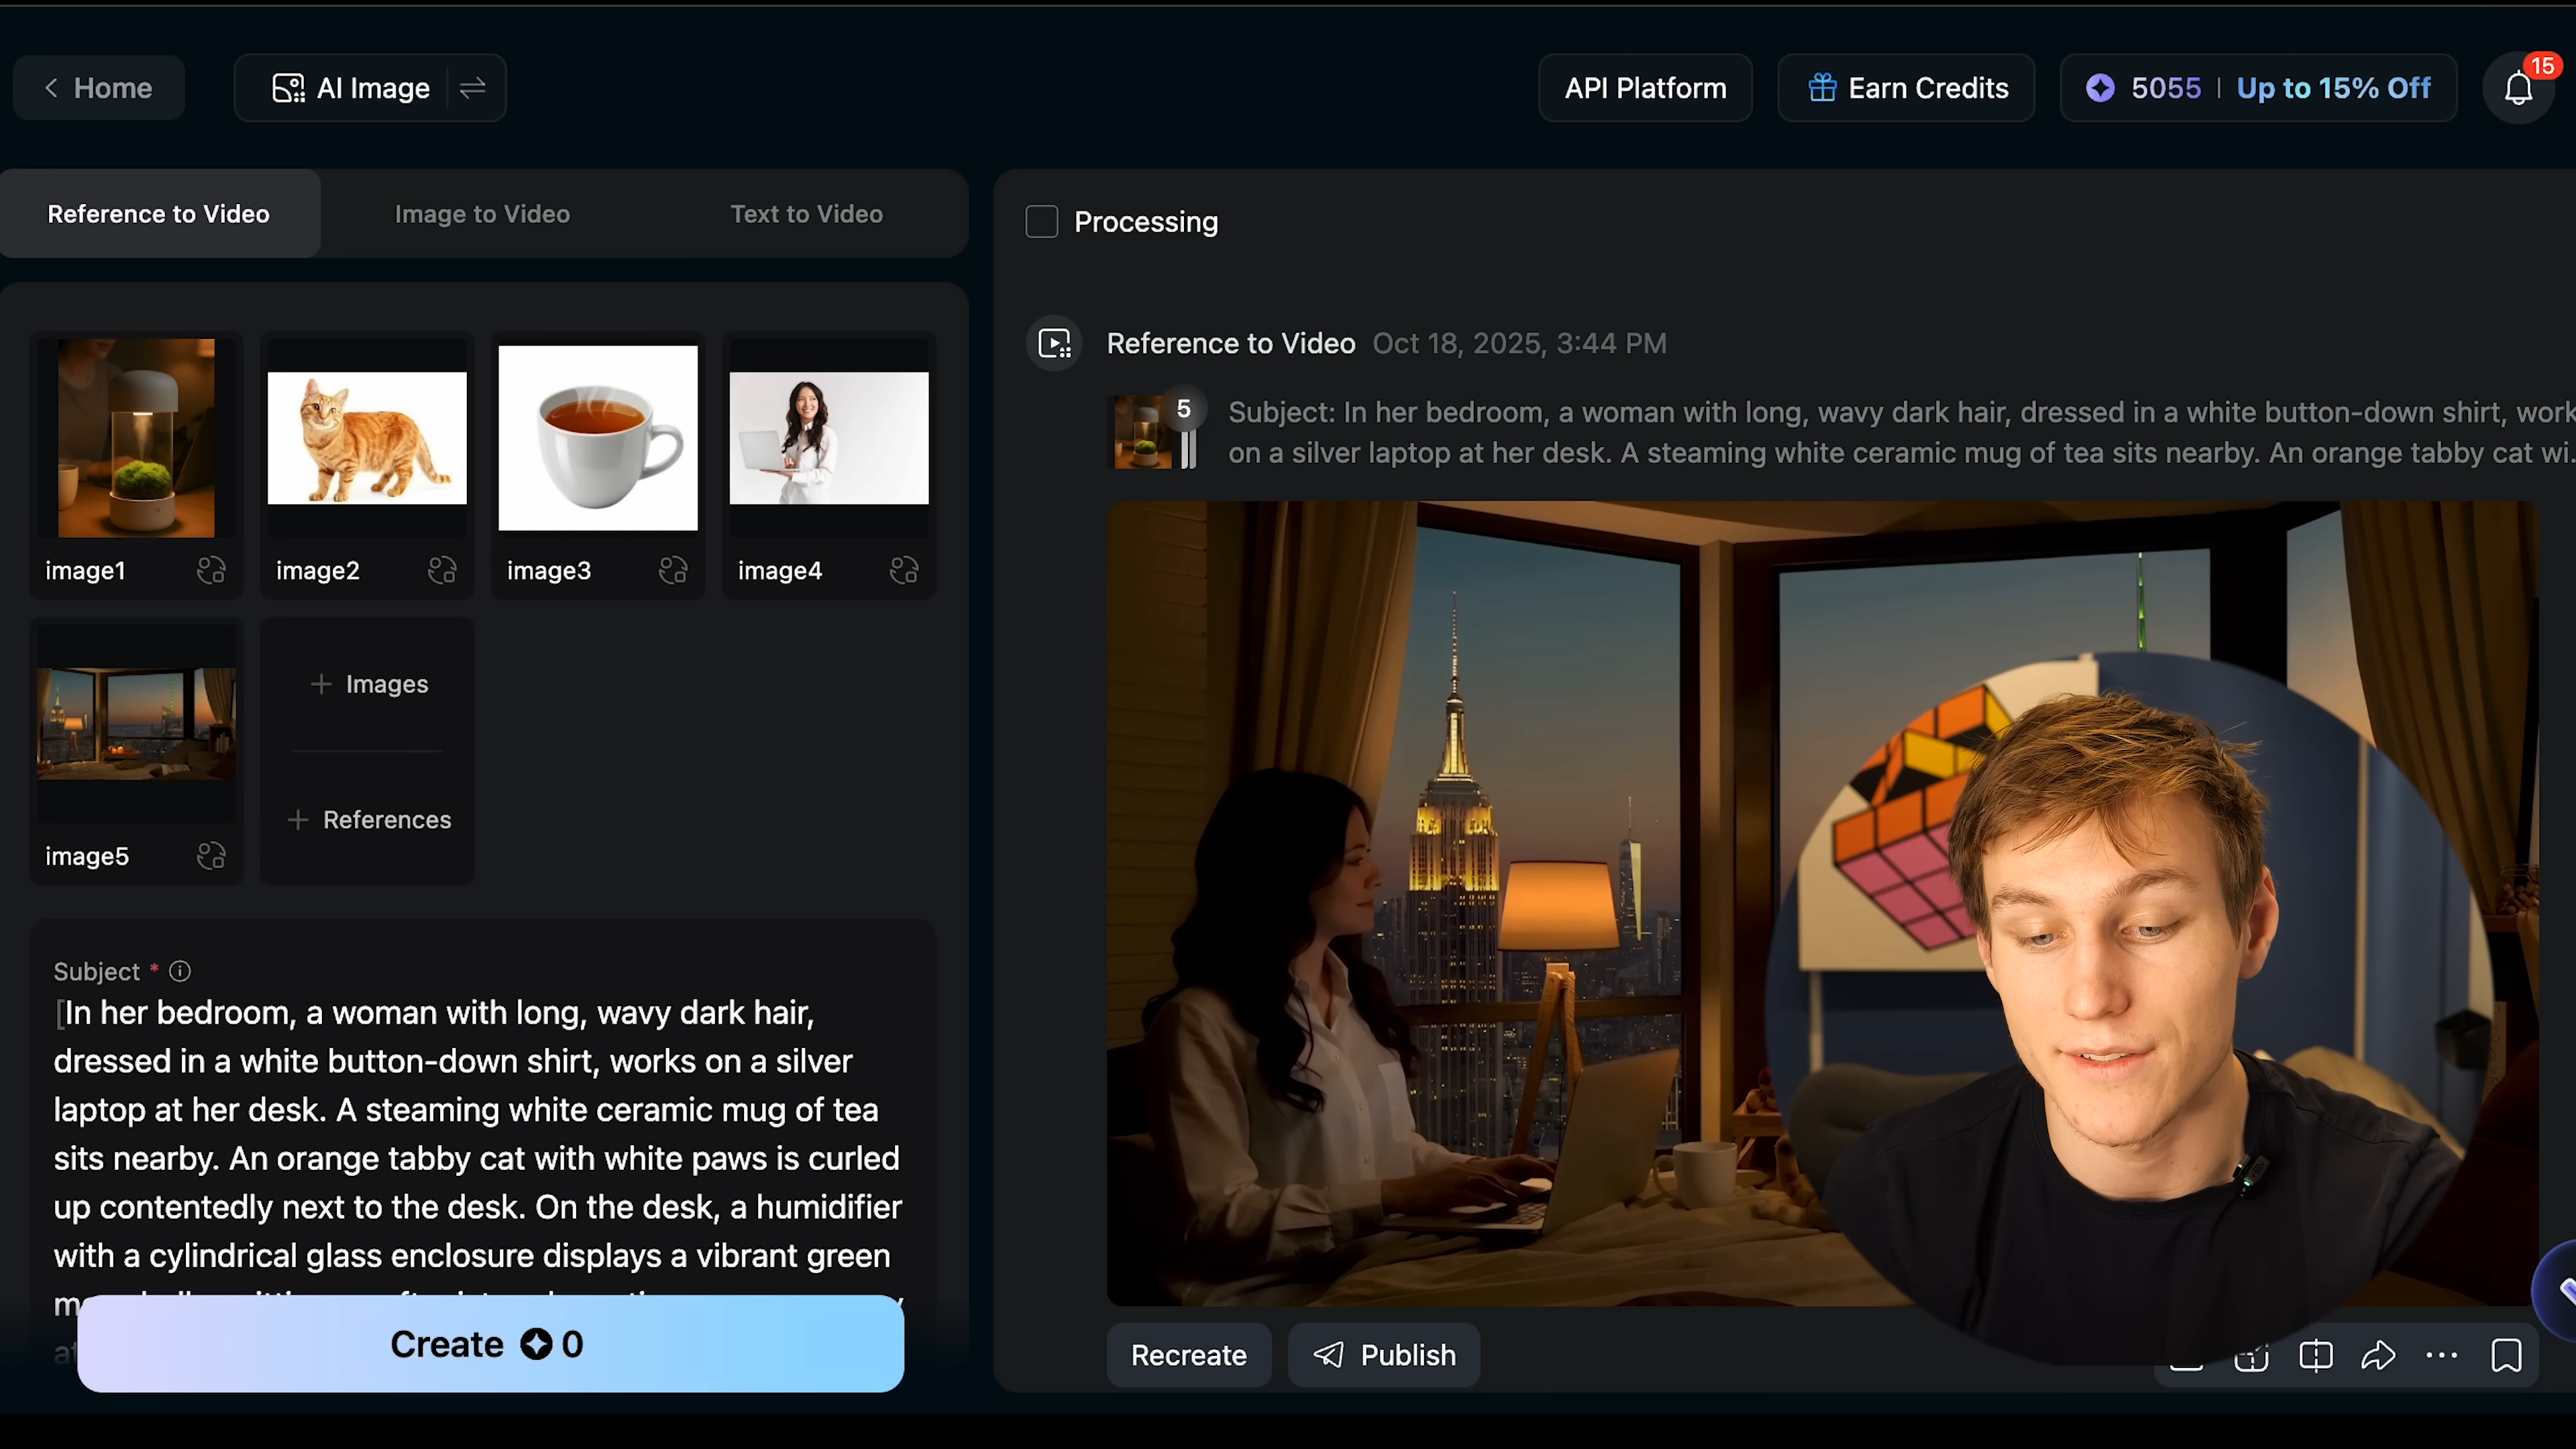 Home
AI Image
API Platform
Earn Credits
5055 | Up to 15% Off
15
Reference to Video
Image to Video
Text to Video
Processing
Reference to Video Oct 18, 2025, 3:44 PM
5
Subject: In her bedroom, a woman with long, wavy dark hair, dressed in a white button-down shirt, work
on a silver laptop at her desk. A steaming white ceramic mug of tea sits nearby. An orange tabby cat wi...
image1
image2
image3
image4
+ Images
+ References
image5
Subject *
[In her bedroom, a woman with long, wavy dark hair,
dressed in a white button-down shirt, works on a silver
laptop at her desk. A steaming white ceramic mug of tea
sits nearby. An orange tabby cat with white paws is curled
up contentedly next to the desk. On the desk, a humidifier
with a cylindrical glass enclosure displays a vibrant green
Create 0
Recreate
Publish